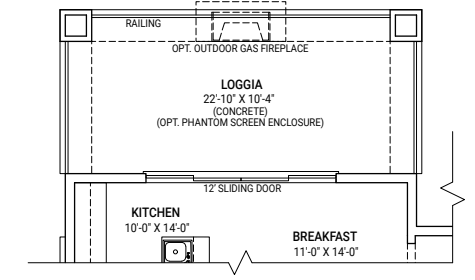 RAILING
OPT. OUTDOOR GAS FIREPLACE
LOGGIA
22'-10" X 10'-4"
(CONCRETE)
(OPT. PHANTOM SCREEN ENCLOSURE)
12' SLIDING DOOR
KITCHEN
10'-0" X 14'-0"
BREAKFAST
11'-0" X 14'-0"